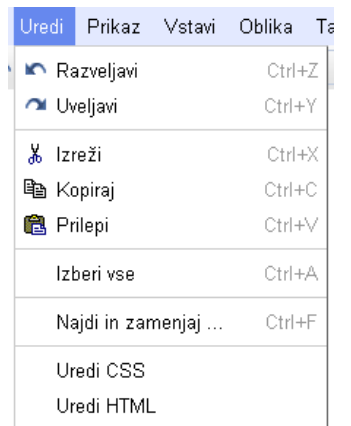 Uredi Prikaz Vstavi Oblika
Razveljavi Ctrl+Z
Uveljavi Ctrl+Y
Izreži Ctrl+X
Kopiraj Ctrl+C
Prilepi Ctrl+V
Izberi vse Ctrl+A
Najdi in zamenjaj ... Ctrl+F
Uredi CSS
Uredi HTML